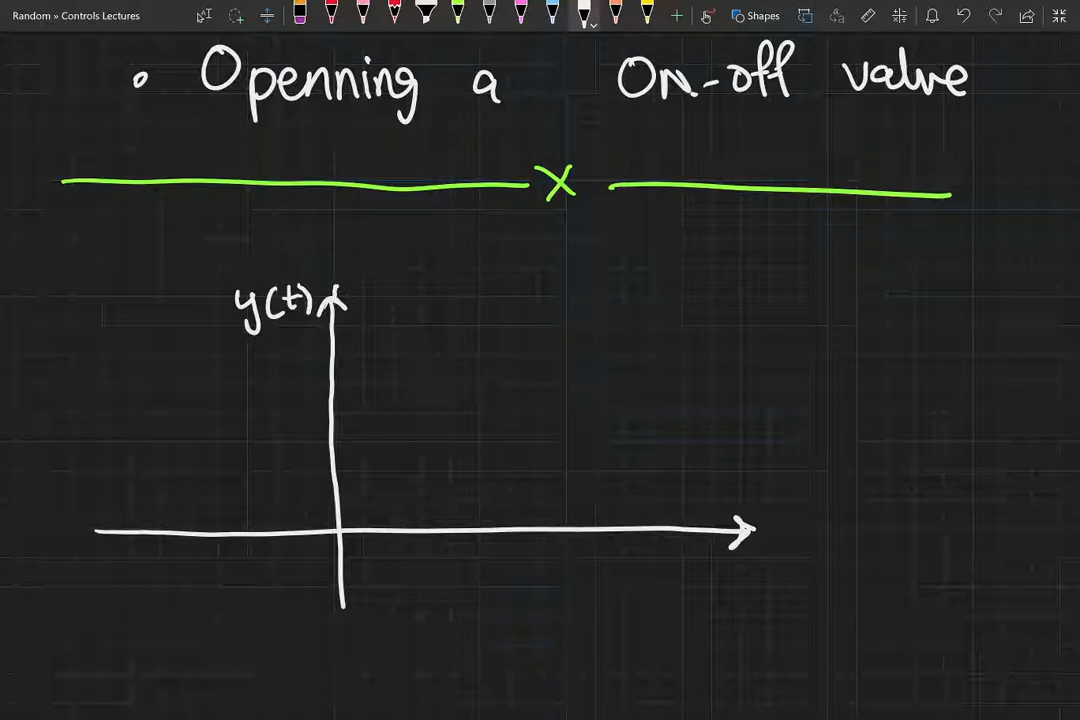 Random » Controls Lectures
Shapes
• Openning a On-off valve
y(t)